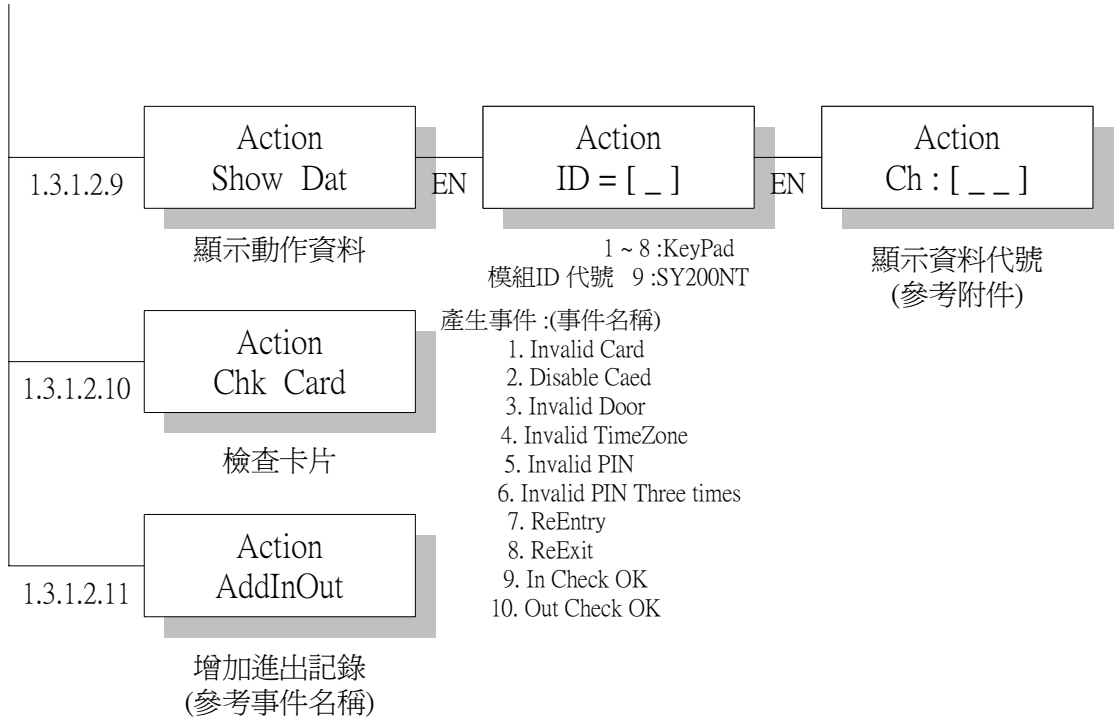 Action
Show Dat
1.3.1.2.9
顯示動作資料
EN
Action
ID = [ _ ]
1 ~ 8 :KeyPad
模組ID 代號 9 :SY200NT
EN
Action
Ch : [ _ _ ]
顯示資料代號
(參考附件)
Action
Chk Card
1.3.1.2.10
檢查卡片
產生事件 :(事件名稱)
1. Invalid Card
2. Disable Caed
3. Invalid Door
4. Invalid TimeZone
5. Invalid PIN
6. Invalid PIN Three times
7. ReEntry
8. ReExit
9. In Check OK
10. Out Check OK
Action
AddInOut
1.3.1.2.11
增加進出記錄
(參考事件名稱)